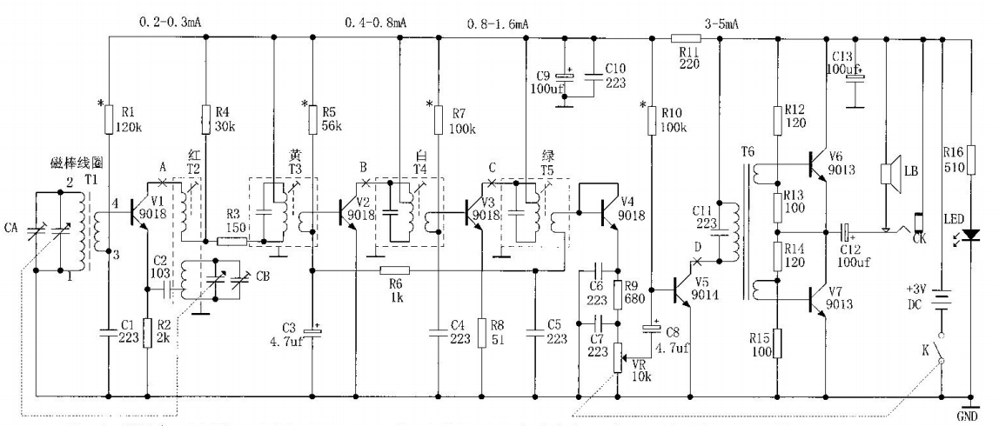 0.2-0.3mA
0.4-0.8mA
0.8-1.6mA
3-5mA
R11
220
C13
100uf
+
C9
100uf
+
C10
223
*
R1
120k
R4
30k
*
R5
56k
*
R7
100k
*
R10
100k
R12
120
磁棒线圈
T1
2
4
3
1
A
红
T2
黄
T3
B
白
T4
C
绿
T5
T6
V1
9018
V2
9018
V3
9018
V4
9018
V6
9013
R16
510
LB
CA
R3
150
R13
100
C11
223
LED
CK
C2
103
CB
R14
120
+
C12
100uf
D
R6
1k
C6
223
R9
680
V5
9014
V7
9013
+3V
DC
C1
223
R2
2k
C3
4.7uf
+
C4
223
R8
51
C5
223
C7
223
VR
10k
+
C8
4.7uf
R15
100
K
GND